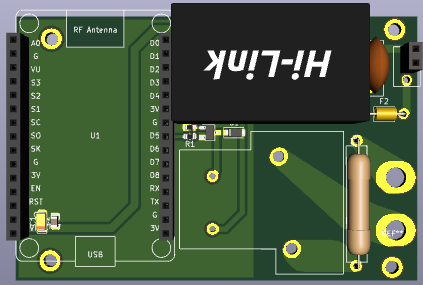 RF Antenna
Hi-Link
A0
G
VU
S3
S2
S1
SC
SO
SK
G
3V
EN
RST
D0
D1
D2
D3
D4
3V
G
D5
D6
D7
D8
RX
TX
G
3V
U1
R1
F2
USB